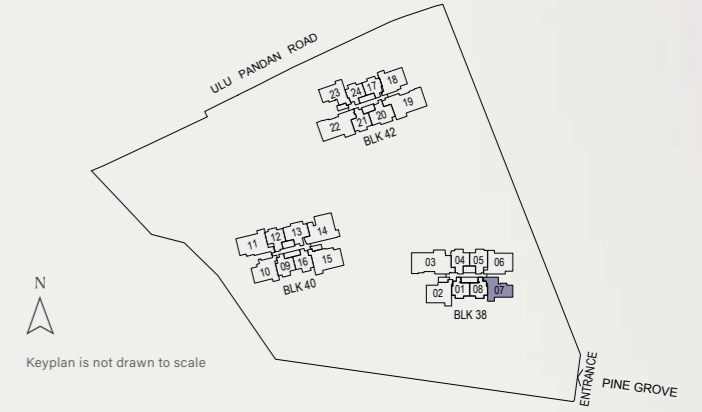 ULU PANDAN ROAD
23 24 17 18
22 21 20 19
BLK 42
11 12 13 14
10 09 16 15
BLK 40
03 04 05 06
02 01 08 07
BLK 38
N
Keyplan is not drawn to scale
ENTRANCE
PINE GROVE